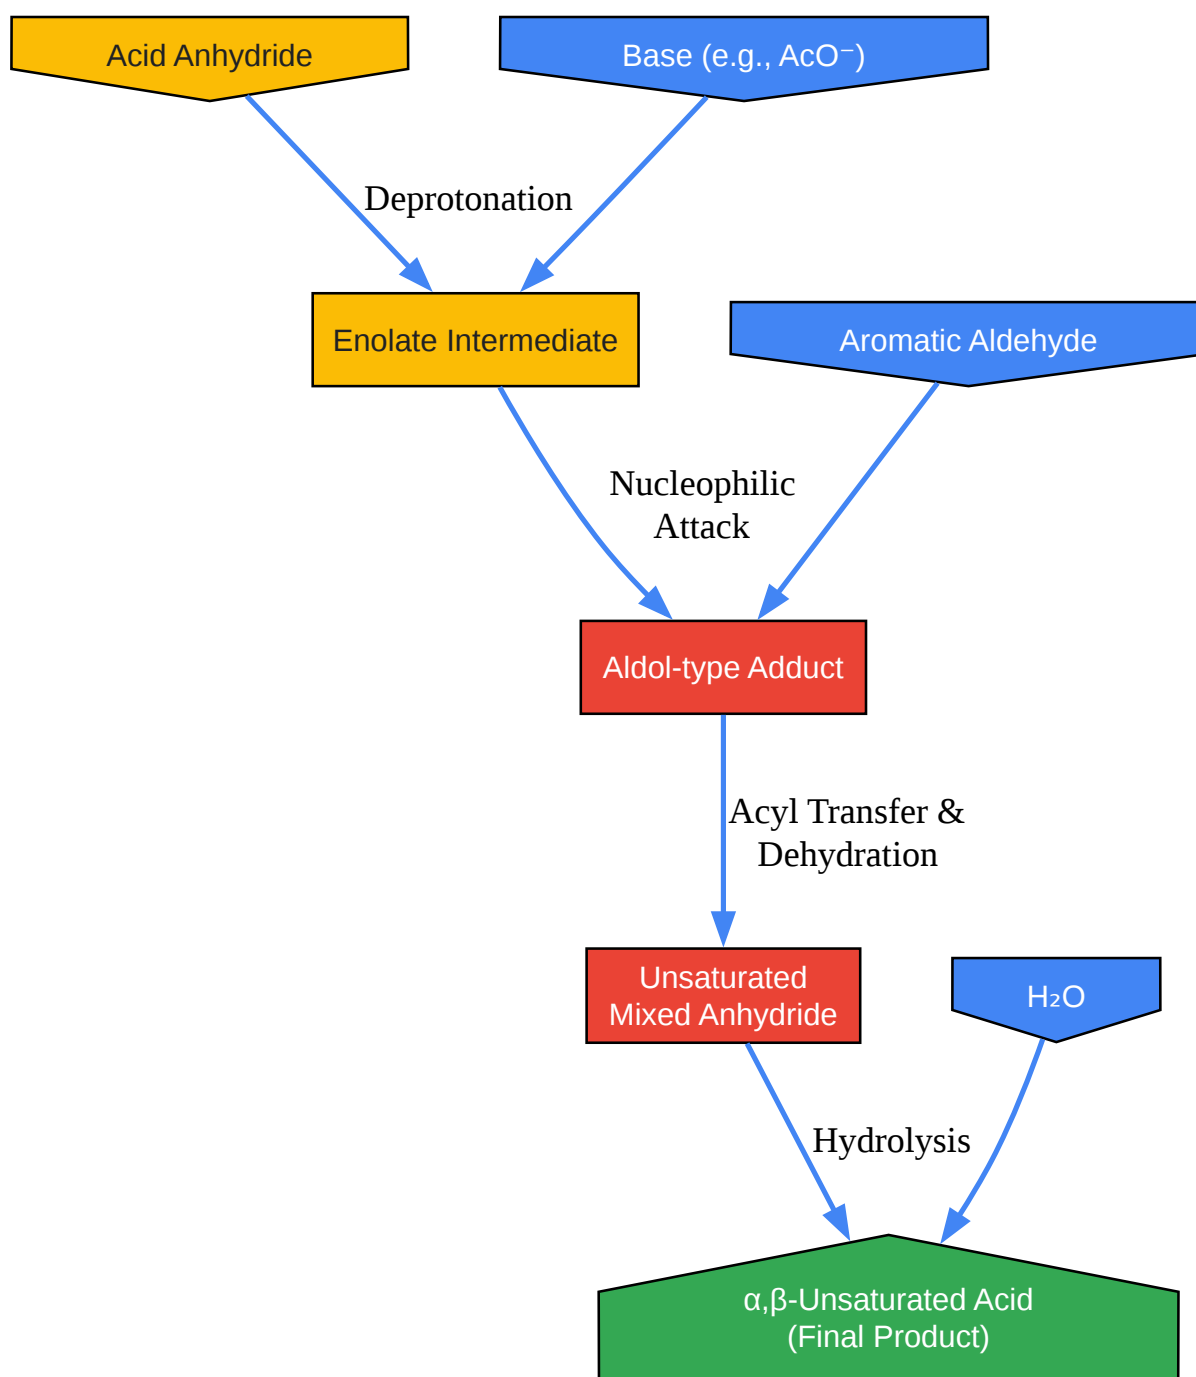 Acid Anhydride
Base (e.g., AcO⁻)
Deprotonation
Enolate Intermediate
Aromatic Aldehyde
Nucleophilic
Attack
Aldol-type Adduct
Acyl Transfer &
Dehydration
Unsaturated
Mixed Anhydride
H₂O
Hydrolysis
α,β-Unsaturated Acid
(Final Product)